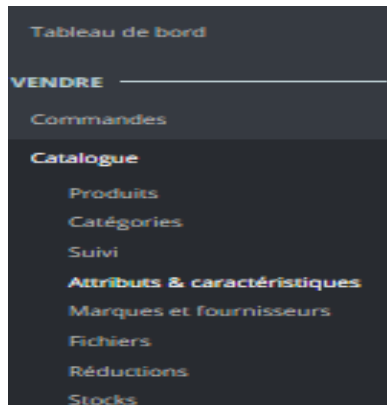 Tableau de bord
VENDRE
Commandes
Catalogue
Produits
Catégories
Suivi
Attributs & caractéristiques
Marques et fournisseurs
Fichiers
Réductions
Stocks